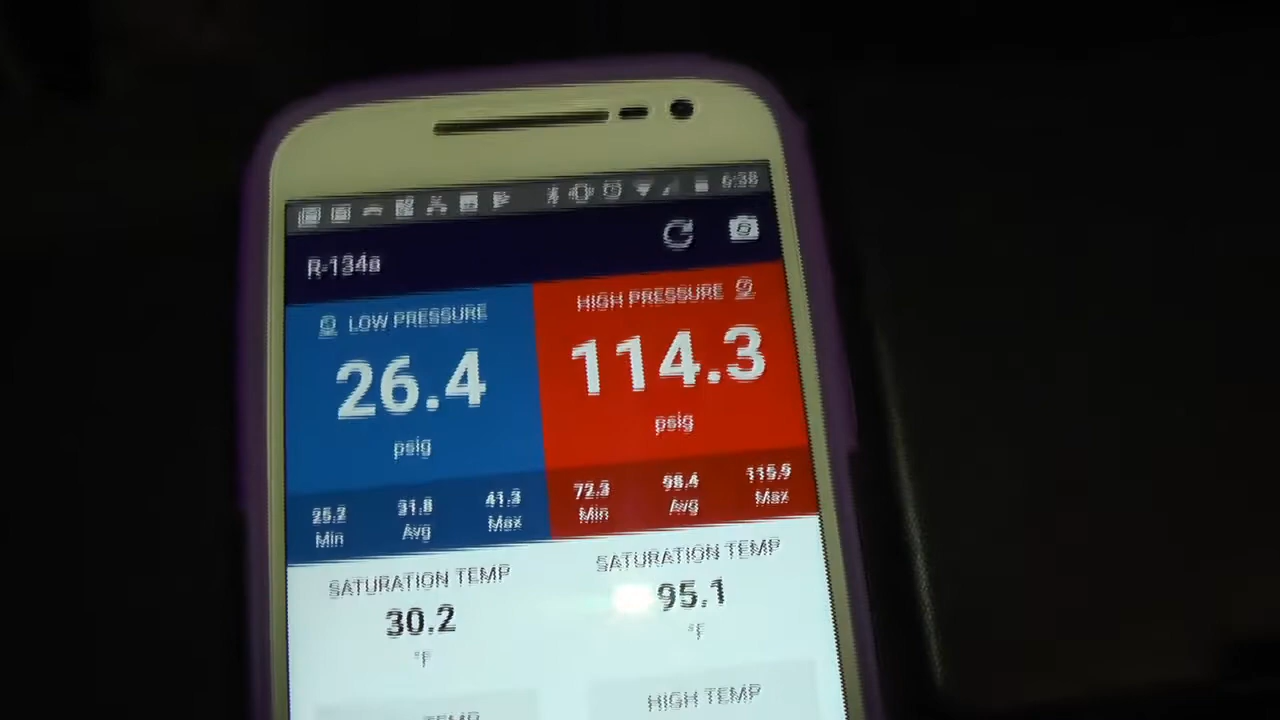 6:38
R-134a
LOW PRESSURE
26.4
psig
25.2 31.8 41.3
Min Avg Max
HIGH PRESSURE
114.3
psig
72.3 98.4 115.9
Min Avg Max
SATURATION TEMP
30.2
°F
SATURATION TEMP
95.1
°F
TEMP
HIGH TEMP